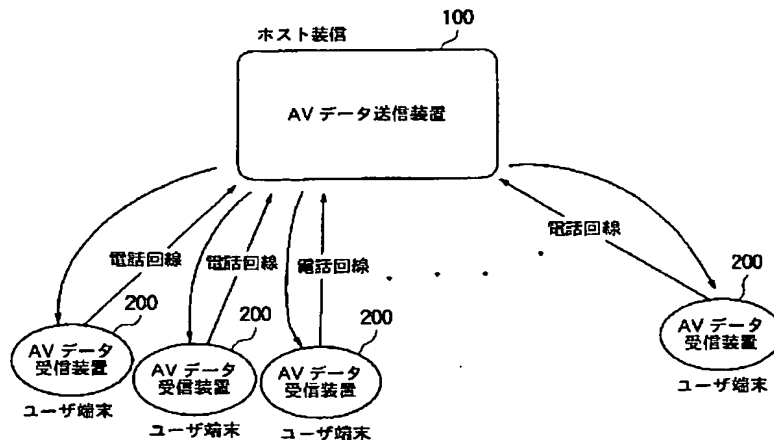 100
ホスト装信
AVデータ送信装置
電話回線
電話回線
電話回線
電話回線
200
200
200
200
AVデータ
受信装置
AVデータ
受信装置
AVデータ
受信装置
AVデータ
受信装置
ユーザ端末
ユーザ端末
ユーザ端末
ユーザ端末